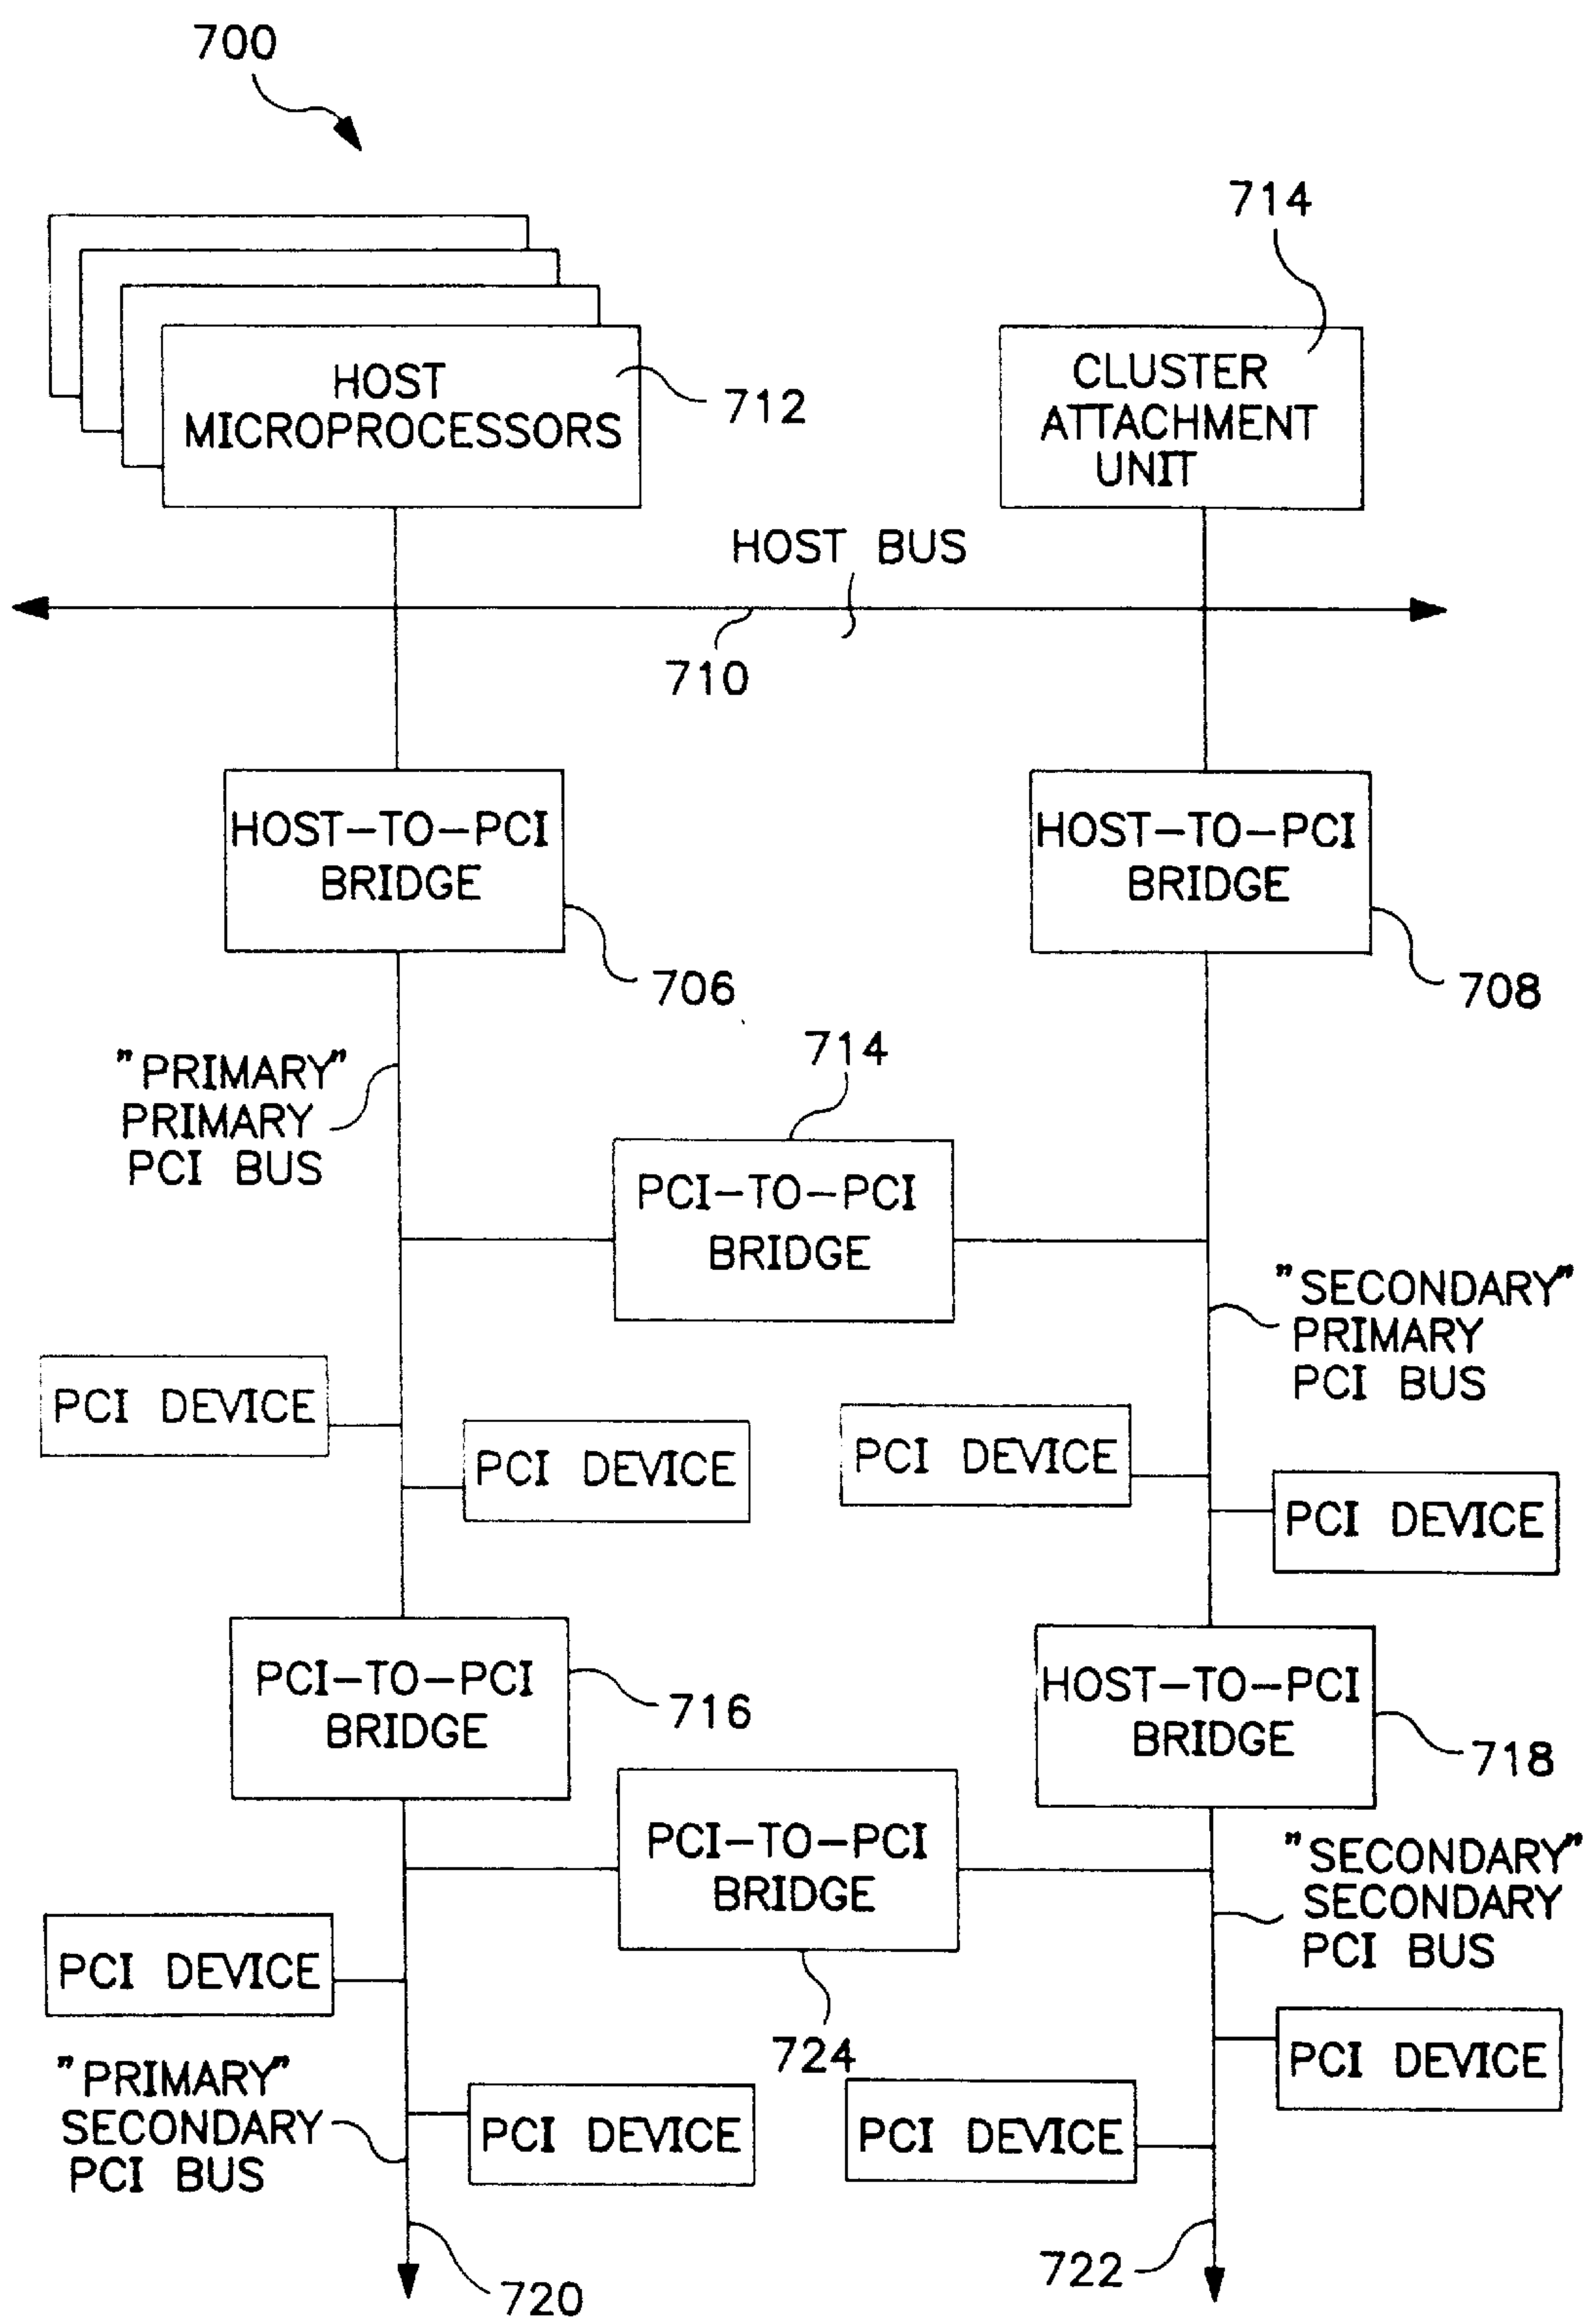 700
714
HOST
MICROPROCESSORS
712
CLUSTER
ATTACHMENT
UNIT
HOST BUS
710
HOST-TO-PCI
BRIDGE
706
HOST-TO-PCI
BRIDGE
708
"PRIMARY"
PRIMARY
PCI BUS
714
PCI-TO-PCI
BRIDGE
"SECONDARY"
PRIMARY
PCI BUS
PCI DEVICE
PCI DEVICE
PCI DEVICE
PCI DEVICE
PCI-TO-PCI
BRIDGE
716
HOST-TO-PCI
BRIDGE
718
PCI-TO-PCI
BRIDGE
724
"SECONDARY"
SECONDARY
PCI BUS
PCI DEVICE
PCI DEVICE
"PRIMARY"
SECONDARY
PCI BUS
PCI DEVICE
PCI DEVICE
720
722